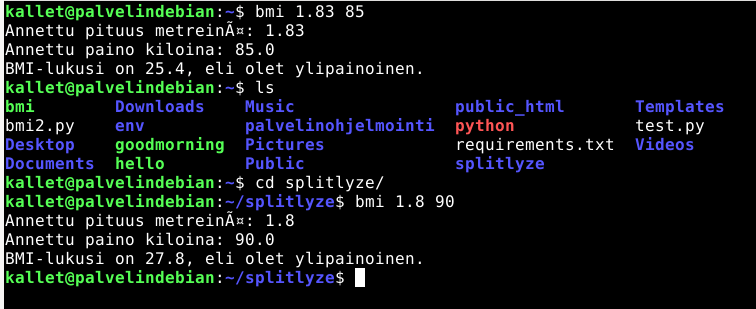 kallet@palvelindebian:~$ bmi 1.83 85
Annettu pituus metreinÃ¤: 1.83
Annettu paino kiloina: 85.0
BMI-lukusi on 25.4, eli olet ylipainoinen.
kallet@palvelindebian:~$ ls
bmi Downloads Music public_html Templates
bmi2.py env palvelinohjelmointi python test.py
Desktop goodmorning Pictures requirements.txt Videos
Documents hello Public splitlyze
kallet@palvelindebian:~$ cd splitlyze/
kallet@palvelindebian:~/splitlyze$ bmi 1.8 90
Annettu pituus metreinÃ¤: 1.8
Annettu paino kiloina: 90.0
BMI-lukusi on 27.8, eli olet ylipainoinen.
kallet@palvelindebian:~/splitlyze$